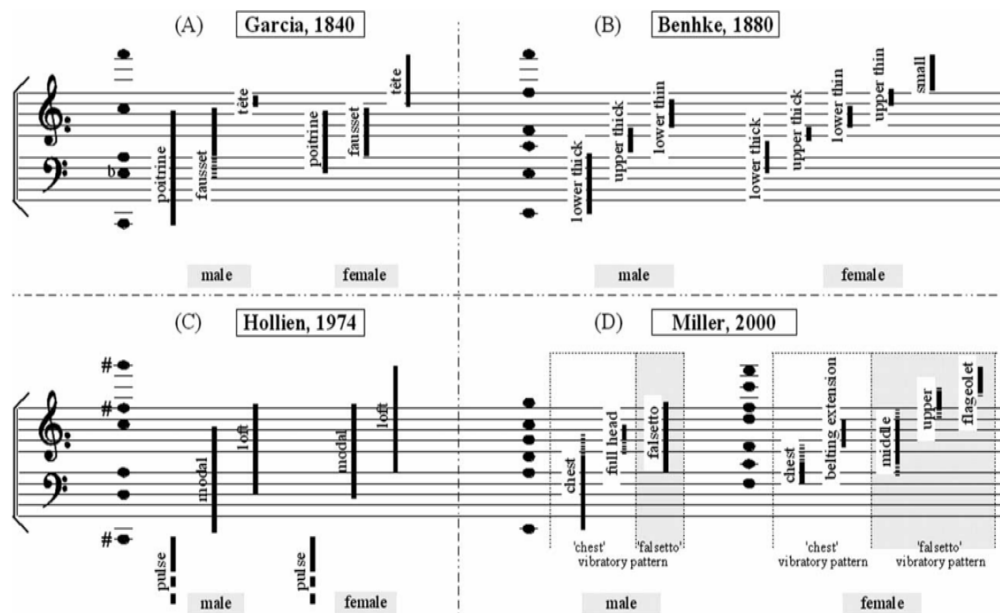 (A) Garcia, 1840
b
poitrine
fausset
tête
poitrine
fausset
tête
male
female
(B) Benhke, 1880
lower thick
upper thick
lower thin
lower thick
upper thick
lower thin
upper thin
small
male
female
(C) Hollien, 1974
#
#
#
pulse
modal
loft
pulse
modal
loft
male
female
(D) Miller, 2000
chest
full head
falsetto
chest
belting extension
middle
upper
flageolet
'chest' 'falsetto'
vibratory pattern
'chest' 'falsetto'
vibratory pattern vibratory pattern
male
female